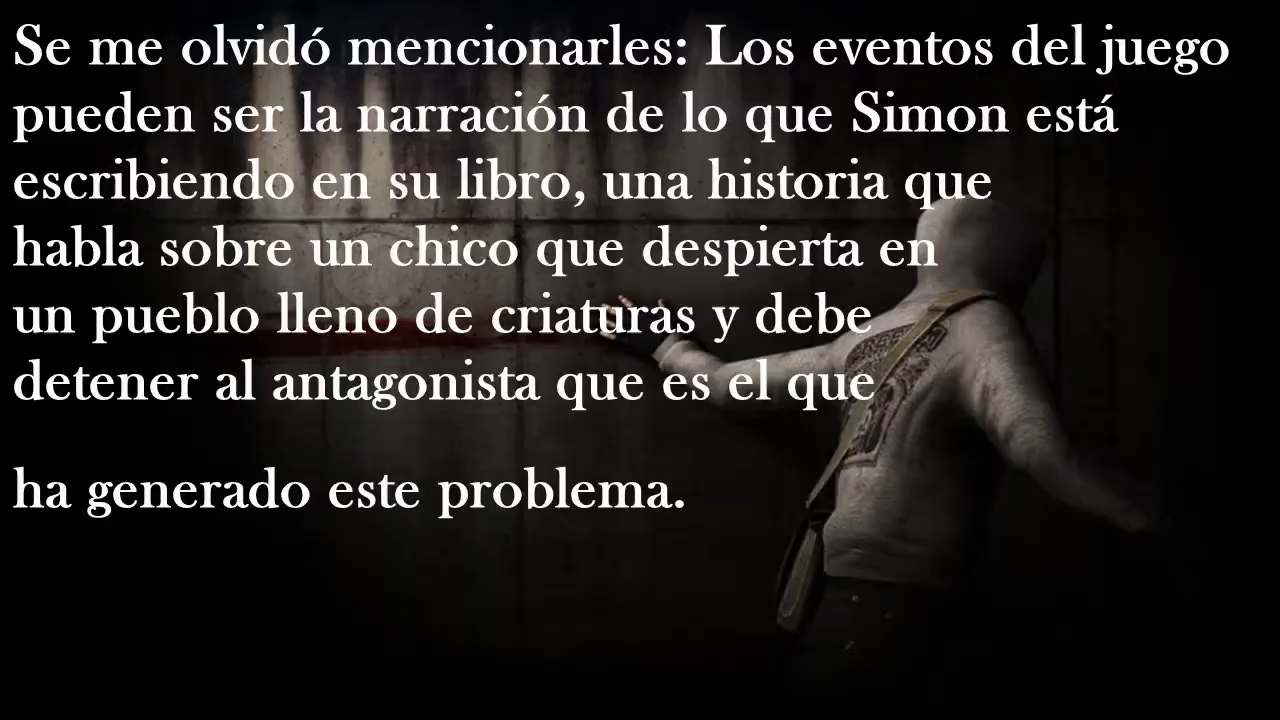 Se me olvidó mencionarles: Los eventos del juego
pueden ser la narración de lo que Simon está
escribiendo en su libro, una historia que
habla sobre un chico que despierta en
un pueblo lleno de criaturas y debe
detener al antagonista que es el que
ha generado este problema.